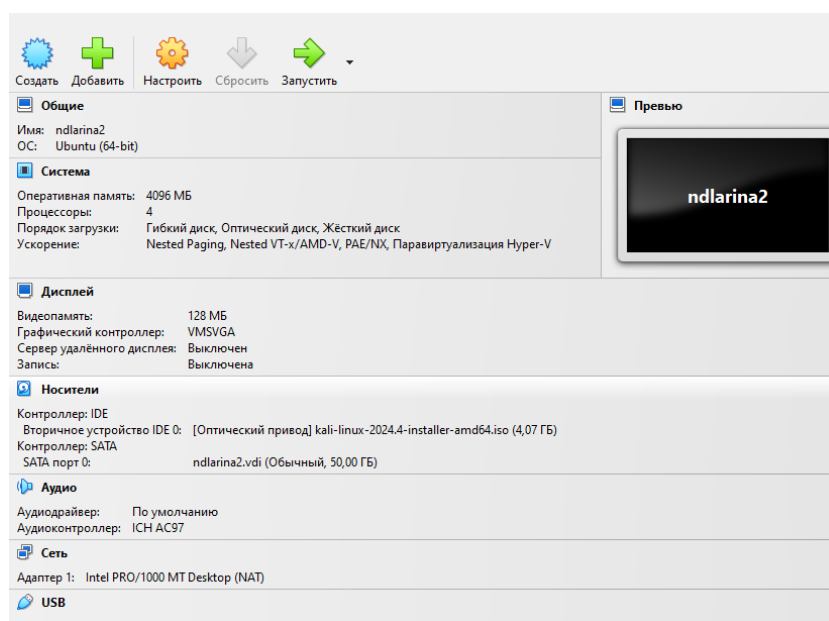 Создать Добавить Настроить Сбросить Запустить
Общие
Имя: ndlarina2
ОС: Ubuntu (64-bit)
Превью
ndlarina2
Система
Оперативная память: 4096 МБ
Процессоры: 4
Порядок загрузки: Гибкий диск, Оптический диск, Жёсткий диск
Ускорение: Nested Paging, Nested VT-x/AMD-V, PAE/NX, Паравиртуализация Hyper-V
Дисплей
Видеопамять: 128 МБ
Графический контроллер: VMSVGA
Сервер удалённого дисплея: Выключен
Запись: Выключена
Носители
Контроллер: IDE
Вторичное устройство IDE 0: [Оптический привод] kali-linux-2024.4-installer-amd64.iso (4,07 ГБ)
Контроллер: SATA
SATA порт 0: ndlarina2.vdi (Обычный, 50,00 ГБ)
Аудио
Аудиодрайвер: По умолчанию
Аудиоконтроллер: ICH AC97
Сеть
Адаптер 1: Intel PRO/1000 MT Desktop (NAT)
USB